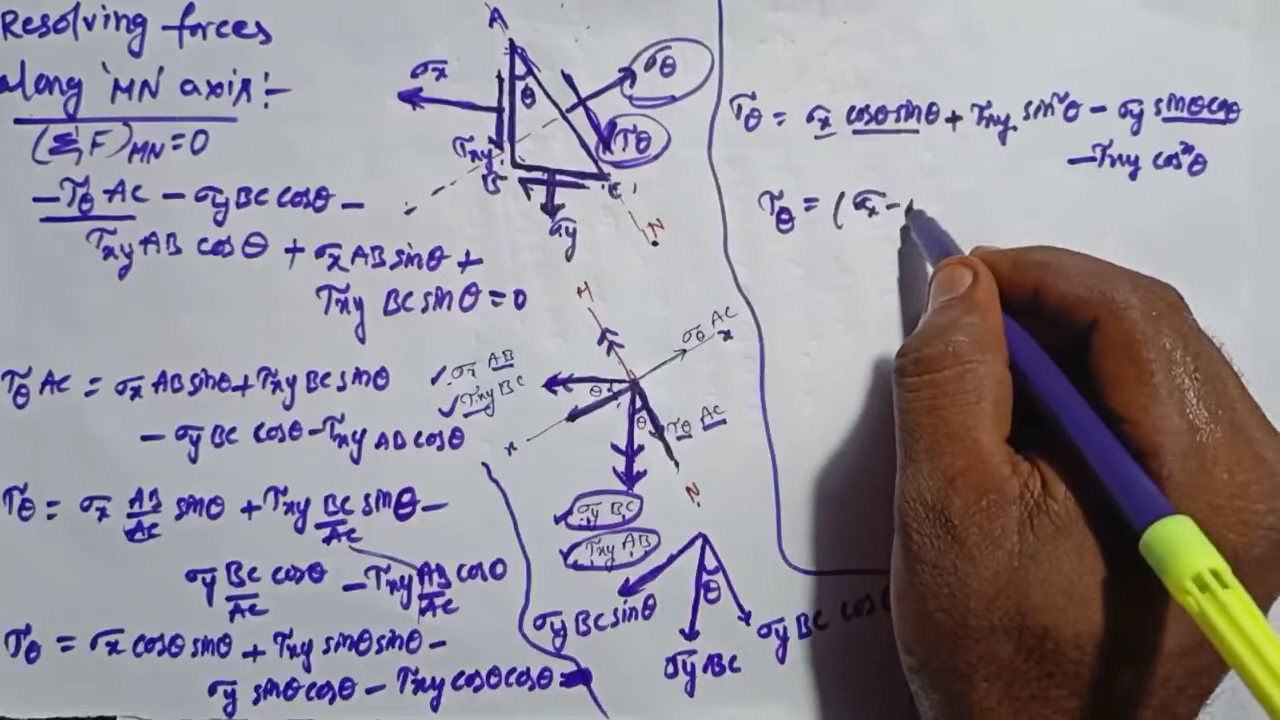 Resolving forces
along 'MN' axis:-
(ΣF)MN=0
-τθ AC - σy BC cosθ -
τxy AB cosθ + σx AB sinθ +
τxy BC sinθ = 0
τθ AC = σx AB sinθ + τxy BC sinθ
- σy BC cosθ - τxy AB cosθ
τθ = σx AB/AC sinθ + τxy BC/AC sinθ -
σy BC/AC cosθ - τxy AB/AC cosθ
τθ = σx cosθ sinθ + τxy sinθ sinθ -
σy sinθ cosθ - τxy cosθ cosθ
A
σx
θ
σθ
τθ
τxy
B
C
σy
N
M
σθ AC
x
σx AB
τxy BC
θ
θ
τθ AC
x
N
σy BC
τxy AB
θ
σy BC sinθ
σy BC cos
σy BC
τθ = σx cosθ sinθ + τxy sin²θ - σy sinθ cosθ
- τxy cos²θ
τθ = (σx -